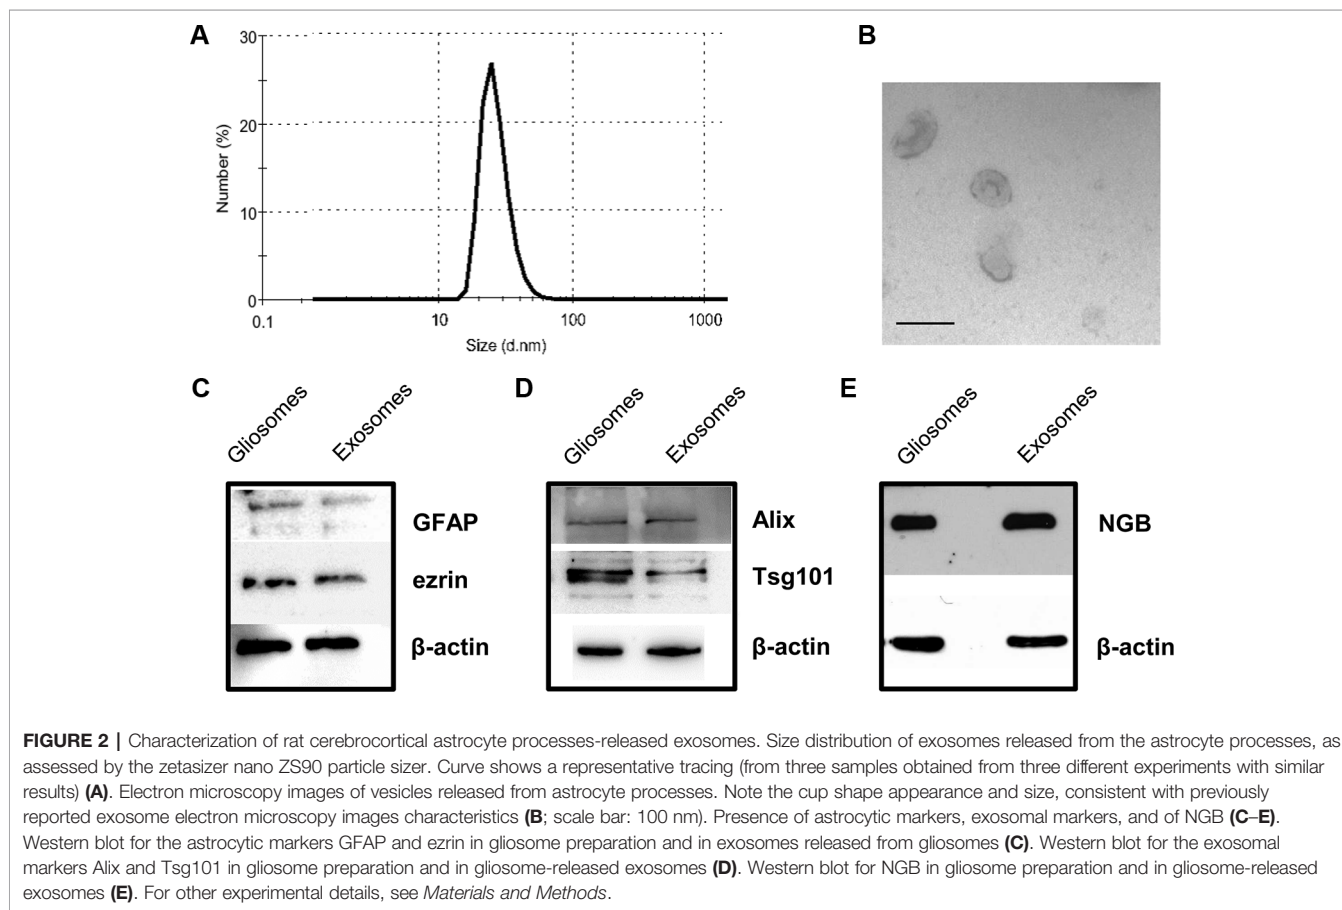 A
B
30
20
10
0
Number (%)
0.1
10
100
1000
Size (d.nm)
C
D
E
Gliosomes
Exosomes
Gliosomes
Exosomes
Gliosomes
Exosomes
GFAP
ezrin
β-actin
Alix
Tsg101
β-actin
NGB
β-actin
FIGURE 2 | Characterization of rat cerebrocortical astrocyte processes-released exosomes. Size distribution of exosomes released from the astrocyte processes, as
assessed by the zetasizer nano ZS90 particle sizer. Curve shows a representative tracing (from three samples obtained from three different experiments with similar
results) (A). Electron microscopy images of vesicles released from astrocyte processes. Note the cup shape appearance and size, consistent with previously
reported exosome electron microscopy images characteristics (B; scale bar: 100 nm). Presence of astrocytic markers, exosomal markers, and of NGB (C–E).
Western blot for the astrocytic markers GFAP and ezrin in gliosome preparation and in exosomes released from gliosomes (C). Western blot for the exosomal
markers Alix and Tsg101 in gliosome preparation and in gliosome-released exosomes (D). Western blot for NGB in gliosome preparation and in gliosome-released
exosomes (E). For other experimental details, see Materials and Methods.